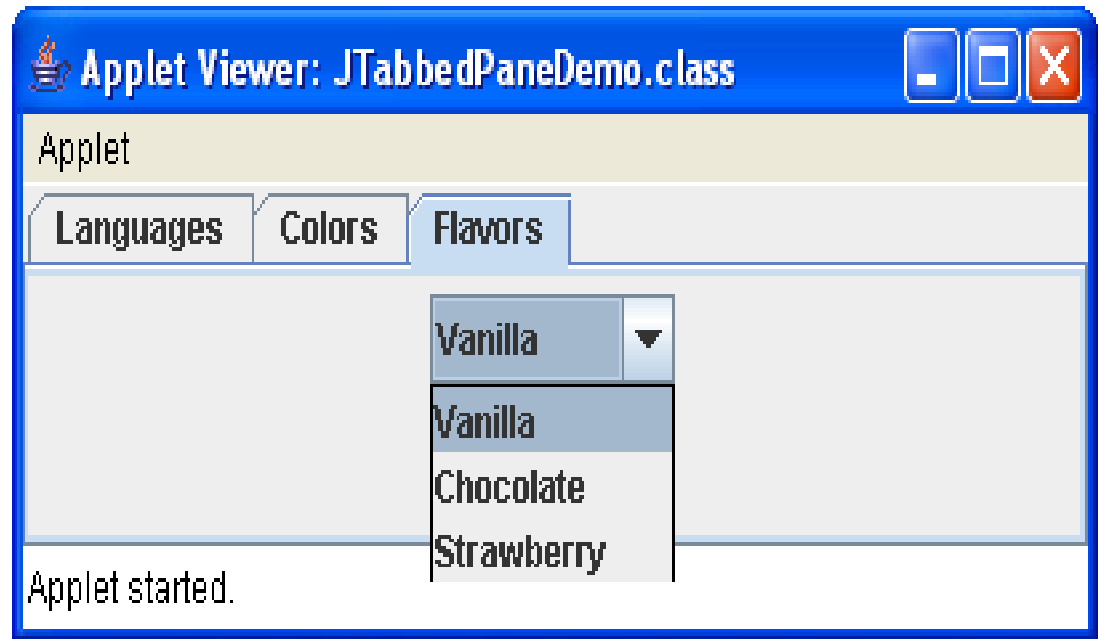 Applet Viewer: JTabbedPaneDemo.class
Applet
Languages Colors Flavors
Vanilla
Vanilla
Chocolate
Strawberry
Applet started.